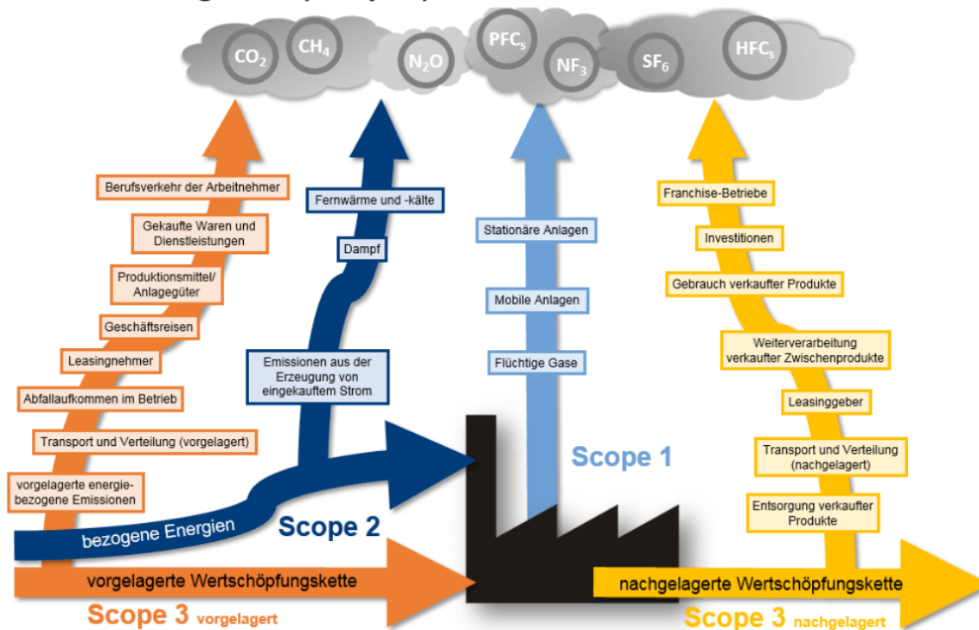 CO₂
CH₄
N₂O
PFCₛ
NF₃
SF₆
HFCₛ
Berufsverkehr der Arbeitnehmer
Gekaufte Waren und
Dienstleistungen
Produktionsmittel/
Anlagegüter
Geschäftsreisen
Leasingnehmer
Abfallaufkommen im Betrieb
Transport und Verteilung (vorgelagert)
vorgelagerte energie-
bezogene Emissionen
Fernwärme und -kälte
Dampf
Emissionen aus der
Erzeugung von
eingekauftem Strom
Stationäre Anlagen
Mobile Anlagen
Flüchtige Gase
Franchise-Betriebe
Investitionen
Gebrauch verkaufter Produkte
Weiterverarbeitung
verkaufter Zwischenprodukte
Leasinggeber
Transport und Verteilung
(nachgelagert)
Entsorgung verkaufter
Produkte
Scope 1
bezogene Energien
Scope 2
vorgelagerte Wertschöpfungskette
Scope 3 vorgelagert
nachgelagerte Wertschöpfungskette
Scope 3 nachgelagert